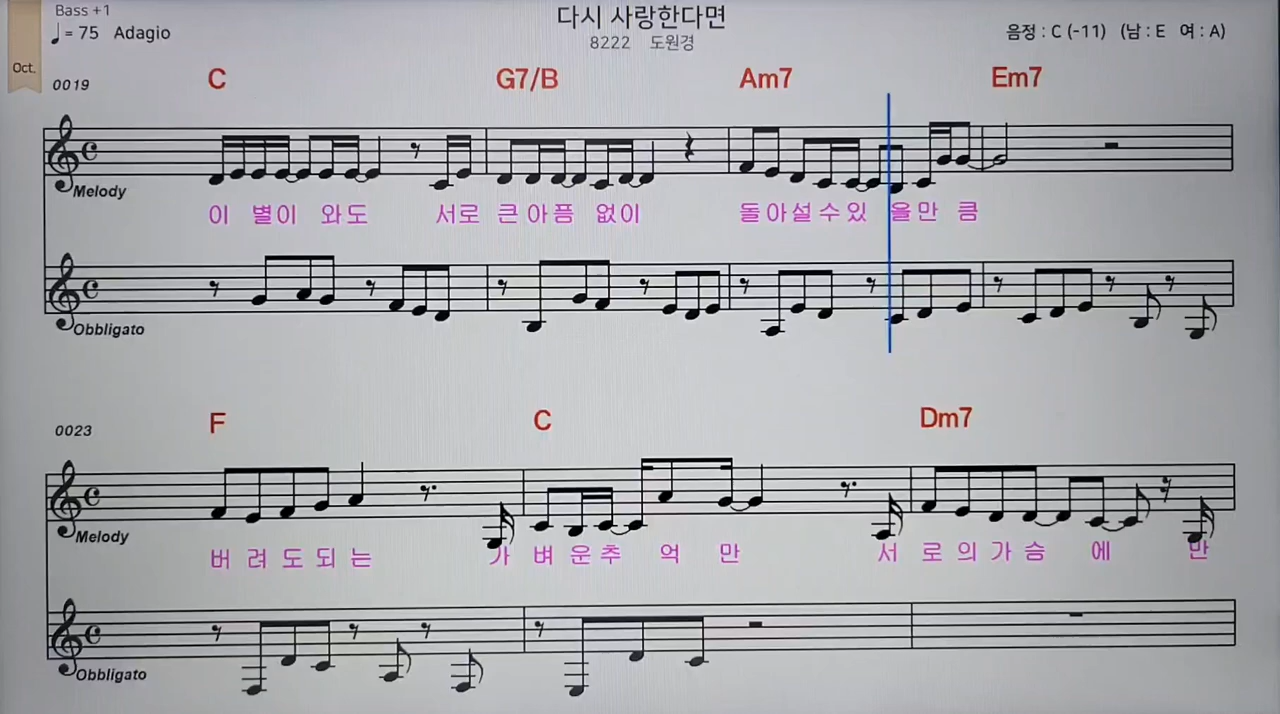 Bass +1
다시 사랑한다면
♩= 75 Adagio
8222 도원경
음정 : C (-11) (남 : E 여 : A)
Oct.
0019
C G7/B Am7 Em7
Melody
이 별이 와도 서로 큰아픔 없이 돌아설수있 을만 큼
Obbligato
0023
F C Dm7
Melody
버 려 도 되 는 가 벼 운추 억 만 서 로 의 가 슴 에 만
Obbligato